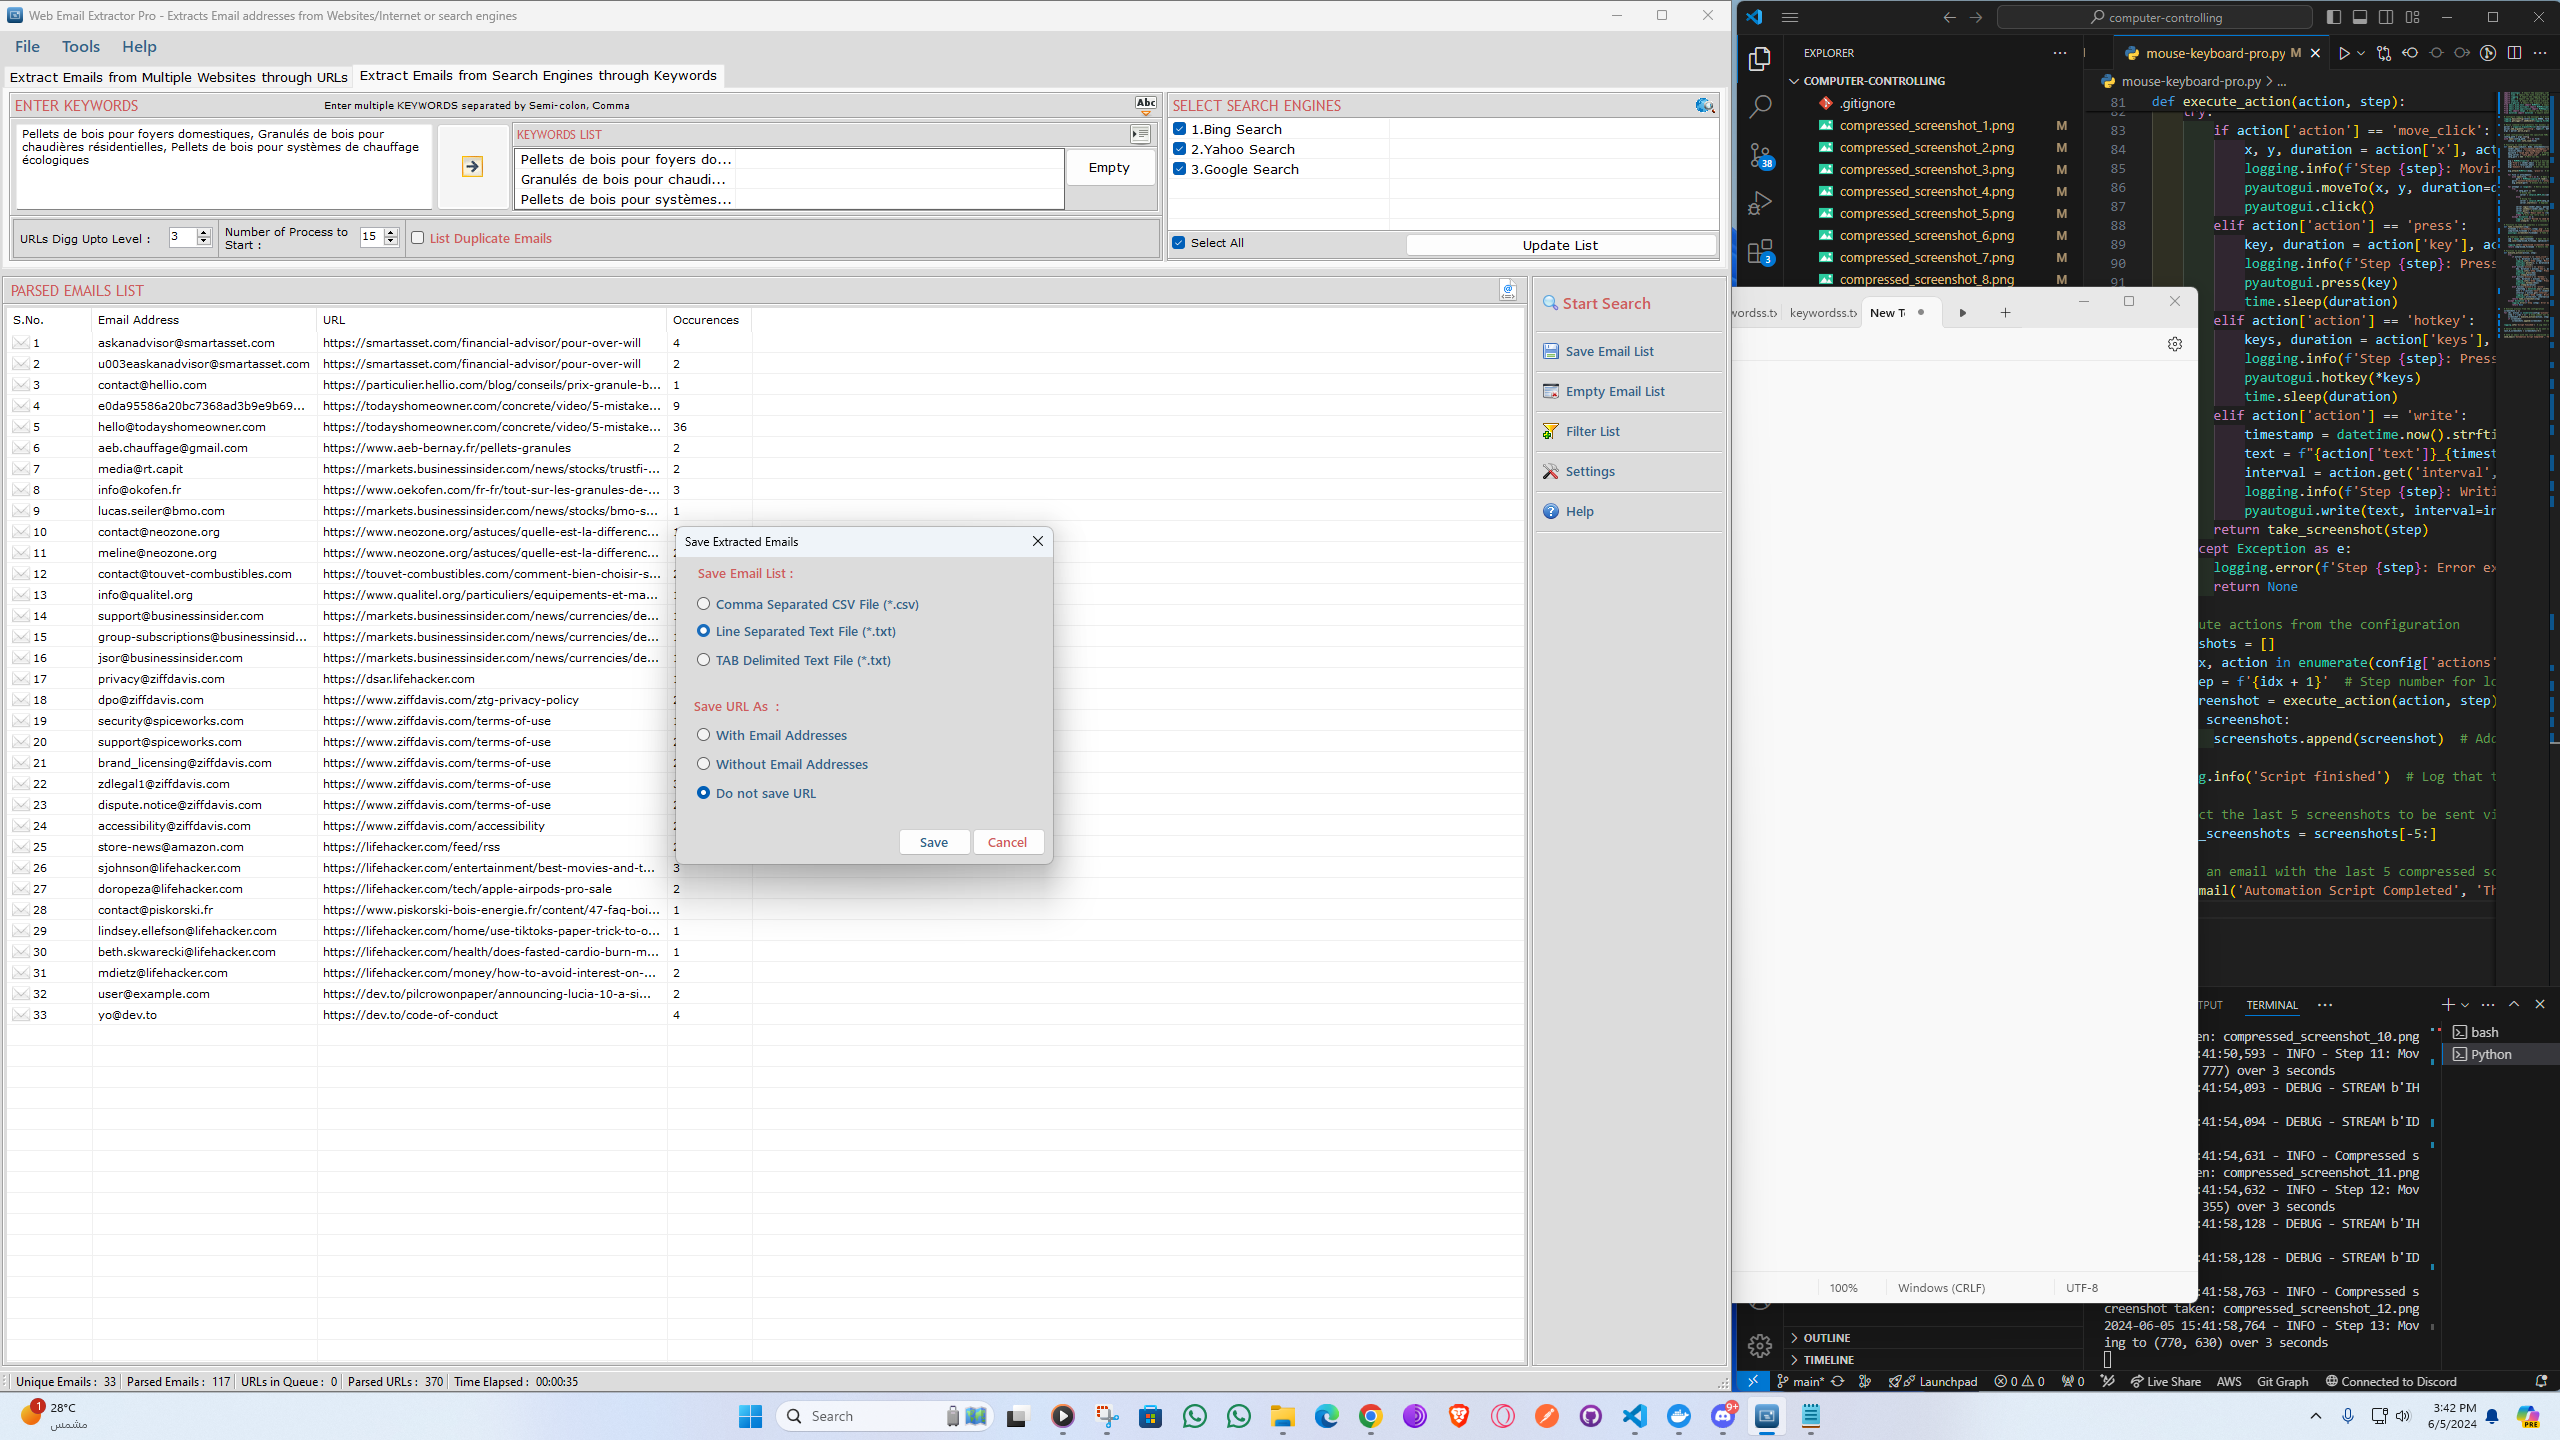 Web Email Extractor Pro - Extracts Email addresses from Websites/Internet or search engines
File Tools Help
Extract Emails from Multiple Websites through URLs
Extract Emails from Search Engines through Keywords
ENTER KEYWORDS
Enter multiple KEYWORDS separated by Semi-colon, Comma
Abc
Pellets de bois pour foyers domestiques, Granulés de bois pour
chaudières résidentielles, Pellets de bois pour systèmes de chauffage
écologiques
KEYWORDS LIST
Pellets de bois pour foyers do...
Granulés de bois pour chaudi...
Pellets de bois pour systèmes...
Empty
URLs Digg Upto Level : 3
Number of Process to
Start : 15
List Duplicate Emails
SELECT SEARCH ENGINES
1.Bing Search
2.Yahoo Search
3.Google Search
Select All
Update List
PARSED EMAILS LIST
S.No. Email Address URL Occurences
1 askanadvisor@smartasset.com https://smartasset.com/financial-advisor/pour-over-will 4
2 u003easkanadvisor@smartasset.com https://smartasset.com/financial-advisor/pour-over-will 2
3 contact@hellio.com https://particulier.hellio.com/blog/conseils/prix-granule-b... 1
4 e0da95586a20bc7368ad3b9e9b69... https://todayshomeowner.com/concrete/video/5-mistake... 9
5 hello@todayshomeowner.com https://todayshomeowner.com/concrete/video/5-mistake... 36
6 aeb.chauffage@gmail.com https://www.aeb-bernay.fr/pellets-granules 2
7 media@rt.capit https://markets.businessinsider.com/news/stocks/trustfi-... 2
8 info@okofen.fr https://www.oekofen.com/fr-fr/tout-sur-les-granules-de-... 3
9 lucas.seiler@bmo.com https://markets.businessinsider.com/news/stocks/bmo-s... 1
10 contact@neozone.org https://www.neozone.org/astuces/quelle-est-la-differenc...
11 meline@neozone.org https://www.neozone.org/astuces/quelle-est-la-differenc...
12 contact@touvet-combustibles.com https://touvet-combustibles.com/comment-bien-choisir-s...
13 info@qualitel.org https://www.qualitel.org/particuliers/equipements-et-ma...
14 support@businessinsider.com https://markets.businessinsider.com/news/currencies/de...
15 group-subscriptions@businessinsid... https://markets.businessinsider.com/news/currencies/de...
16 jsor@businessinsider.com https://markets.businessinsider.com/news/currencies/de...
17 privacy@ziffdavis.com https://dsar.lifehacker.com
18 dpo@ziffdavis.com https://www.ziffdavis.com/ztg-privacy-policy
19 security@spiceworks.com https://www.ziffdavis.com/terms-of-use
20 support@spiceworks.com https://www.ziffdavis.com/terms-of-use
21 brand_licensing@ziffdavis.com https://www.ziffdavis.com/terms-of-use
22 zdlegal1@ziffdavis.com https://www.ziffdavis.com/terms-of-use
23 dispute.notice@ziffdavis.com https://www.ziffdavis.com/terms-of-use
24 accessibility@ziffdavis.com https://www.ziffdavis.com/accessibility
25 store-news@amazon.com https://lifehacker.com/feed/rss
26 sjohnson@lifehacker.com https://lifehacker.com/entertainment/best-movies-and-t... 3
27 doropeza@lifehacker.com https://lifehacker.com/tech/apple-airpods-pro-sale 2
28 contact@piskorski.fr https://www.piskorski-bois-energie.fr/content/47-faq-boi... 1
29 lindsey.ellefson@lifehacker.com https://lifehacker.com/home/use-tiktoks-paper-trick-to-o... 1
30 beth.skwarecki@lifehacker.com https://lifehacker.com/health/does-fasted-cardio-burn-m... 1
31 mdietz@lifehacker.com https://lifehacker.com/money/how-to-avoid-interest-on-... 2
32 user@example.com https://dev.to/pilcrowonpaper/announcing-lucia-10-a-si... 2
33 yo@dev.to https://dev.to/code-of-conduct 4
Save Extracted Emails
Save Email List :
Comma Separated CSV File (*.csv)
Line Separated Text File (*.txt)
TAB Delimited Text File (*.txt)
Save URL As :
With Email Addresses
Without Email Addresses
Do not save URL
Save Cancel
Start Search
Save Email List
Empty Email List
Filter List
Settings
Help
Unique Emails : 33 Parsed Emails : 117 URLs in Queue : 0 Parsed URLs : 370 Time Elapsed : 00:00:35
computer-controlling
EXPLORER
COMPUTER-CONTROLLING
.gitignore
compressed_screenshot_1.png M
compressed_screenshot_2.png M
compressed_screenshot_3.png M
compressed_screenshot_4.png M
compressed_screenshot_5.png M
compressed_screenshot_6.png M
compressed_screenshot_7.png M
compressed_screenshot_8.png M
38
3
mouse-keyboard-pro.py M
mouse-keyboard-pro.py > ...
81 def execute_action(action, step):
82 try:
83 if action['action'] == 'move_click':
84 x, y, duration = action['x'], act
85 logging.info(f'Step {step}: Movin
86 pyautogui.moveTo(x, y, duration=d
87 pyautogui.click()
88 elif action['action'] == 'press':
89 key, duration = action['key'], ac
90 logging.info(f'Step {step}: Pres
91 pyautogui.press(key)
time.sleep(duration)
elif action['action'] == 'hotkey':
keys, duration = action['keys'],
logging.info(f'Step {step}: Pres
pyautogui.hotkey(*keys)
time.sleep(duration)
elif action['action'] == 'write':
timestamp = datetime.now().strfti
text = f"{action['text']}_{timest
interval = action.get('interval',
logging.info(f'Step {step}: Writi
pyautogui.write(text, interval=in
return take_screenshot(step)
cept Exception as e:
logging.error(f'Step {step}: Error ex
return None
ute actions from the configuration
shots = []
x, action in enumerate(config['actions'
ep = f'{idx + 1}' # Step number for lo
reenshot = execute_action(action, step)
screenshot:
screenshots.append(screenshot) # Add
g.info('Script finished') # Log that t
ct the last 5 screenshots to be sent vi
_screenshots = screenshots[-5:]
an email with the last 5 compressed sc
mail('Automation Script Completed', 'Th
wordss.tx keywordss.tx New T
100% Windows (CRLF) UTF-8
TPUT TERMINAL
bash
Python
en: compressed_screenshot_10.png
:41:50,593 - INFO - Step 11: Mov
777) over 3 seconds
:41:54,093 - DEBUG - STREAM b'IH
:41:54,094 - DEBUG - STREAM b'ID
:41:54,631 - INFO - Compressed s
en: compressed_screenshot_11.png
:41:54,632 - INFO - Step 12: Mov
355) over 3 seconds
:41:58,128 - DEBUG - STREAM b'IH
:41:58,128 - DEBUG - STREAM b'ID
:41:58,763 - INFO - Compressed s
creenshot taken: compressed_screenshot_12.png
2024-06-05 15:41:58,764 - INFO - Step 13: Mov
ing to (770, 630) over 3 seconds
OUTLINE
TIMELINE
main* Launchpad 0 0 0 Live Share AWS Git Graph Connected to Discord
1
28°C
مشمس
Search
9+
3:42 PM
6/5/2024
PRE